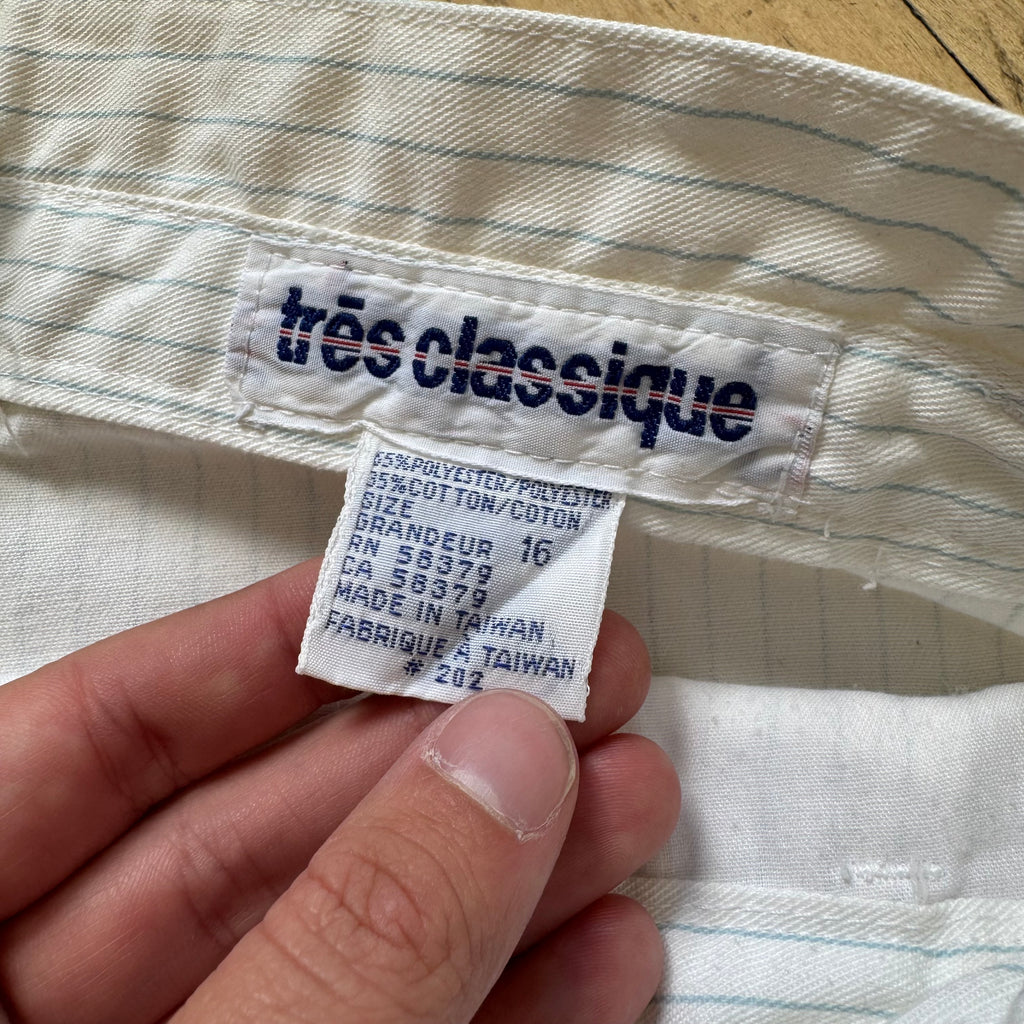 trēs classique
65%POLYESTER/POLYESTER
35%COTTON/COTON
SIZE
GRANDEUR 16
RN 58379
CA 58379
MADE IN TAIWAN
FABRIQUE A TAIWAN
* 202